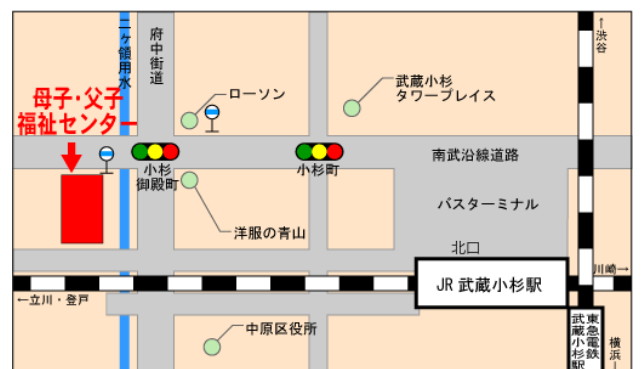 二ヶ領用水
府中街道
↑渋谷
母子・父子
福祉センター
ローソン
武蔵小杉
タワープレイス
小杉
御殿町
小杉町
南武沿線道路
バスターミナル
洋服の青山
北口
JR 武蔵小杉駅
川崎→
←立川・登戸
中原区役所
東急電鉄
武蔵小杉駅
横浜